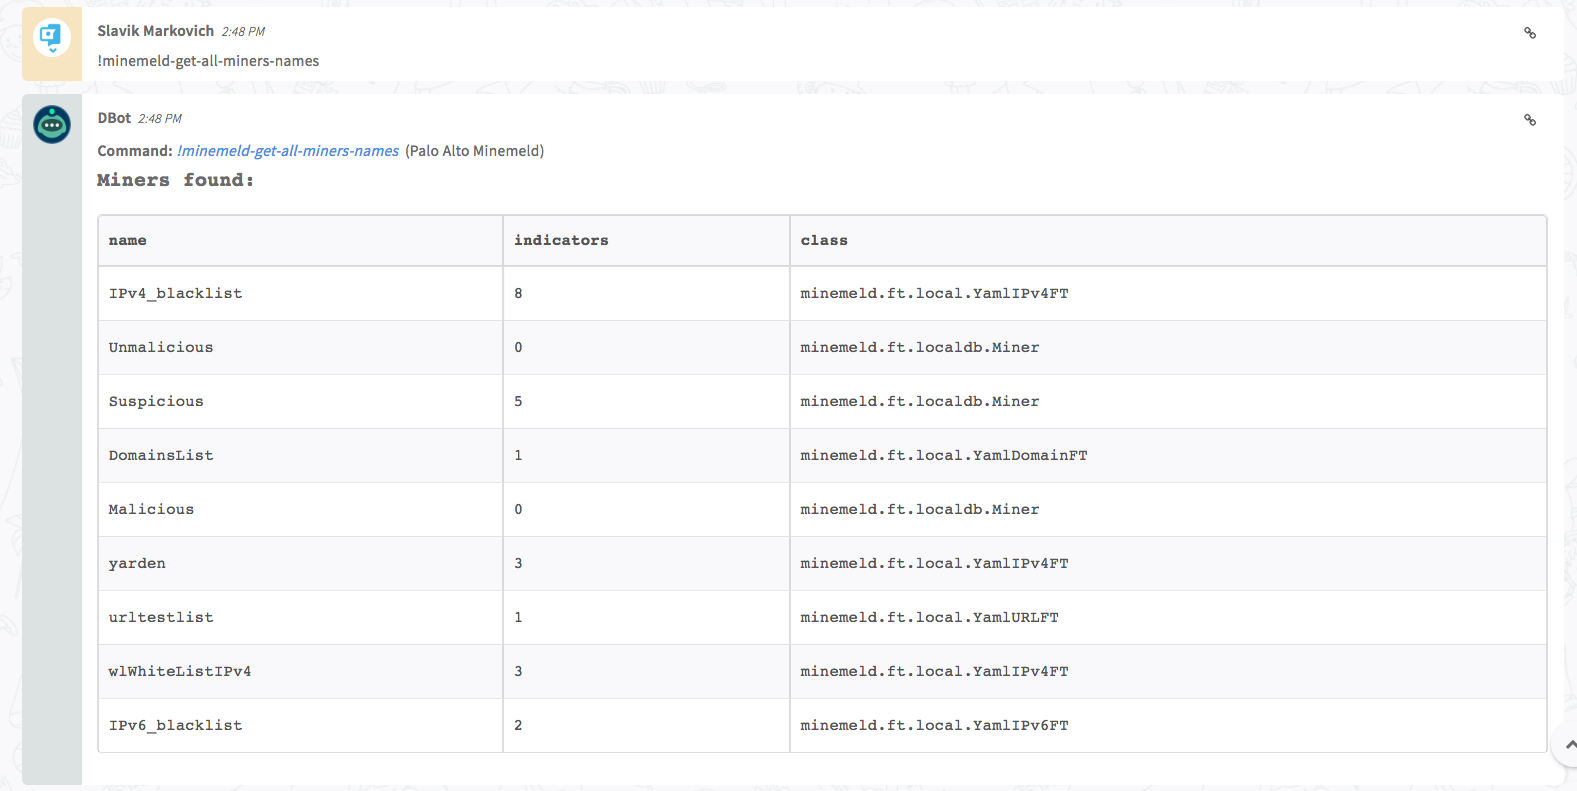 Slavik Markovich 2:48 PM
!minemeld-get-all-miners-names
DBot 2:48 PM
Command: !minemeld-get-all-miners-names (Palo Alto Minemeld)
Miners found:
name indicators class
IPv4_blacklist 8 minemeld.ft.local.YamlIPv4FT
Unmalicious 0 minemeld.ft.localdb.Miner
Suspicious 5 minemeld.ft.localdb.Miner
DomainsList 1 minemeld.ft.local.YamlDomainFT
Malicious 0 minemeld.ft.localdb.Miner
yarden 3 minemeld.ft.local.YamlIPv4FT
urltestlist 1 minemeld.ft.local.YamlURLFT
wlWhiteListIPv4 3 minemeld.ft.local.YamlIPv4FT
IPv6_blacklist 2 minemeld.ft.local.YamlIPv6FT